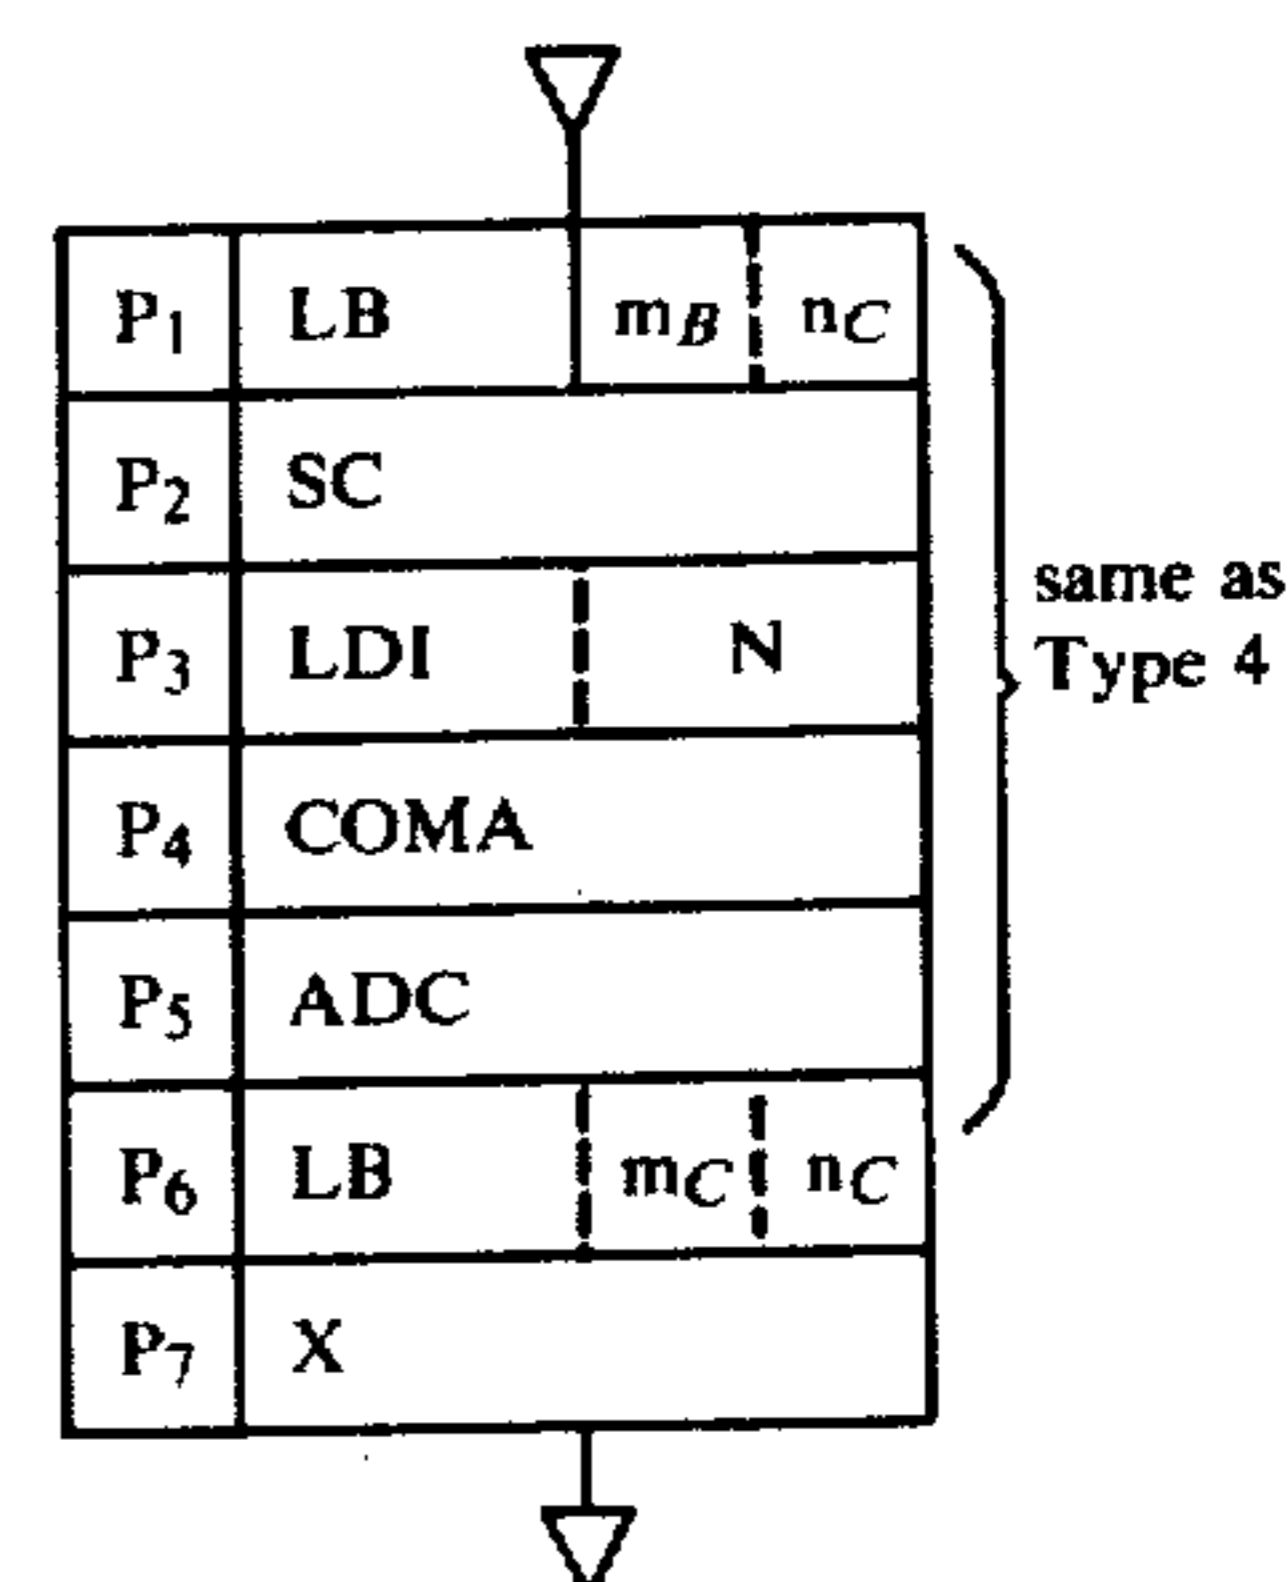 P1 LB mB nC
P2 SC
P3 LDI N
P4 COMA
P5 ADC
P6 LB mC nC
P7 X
same as
Type 4